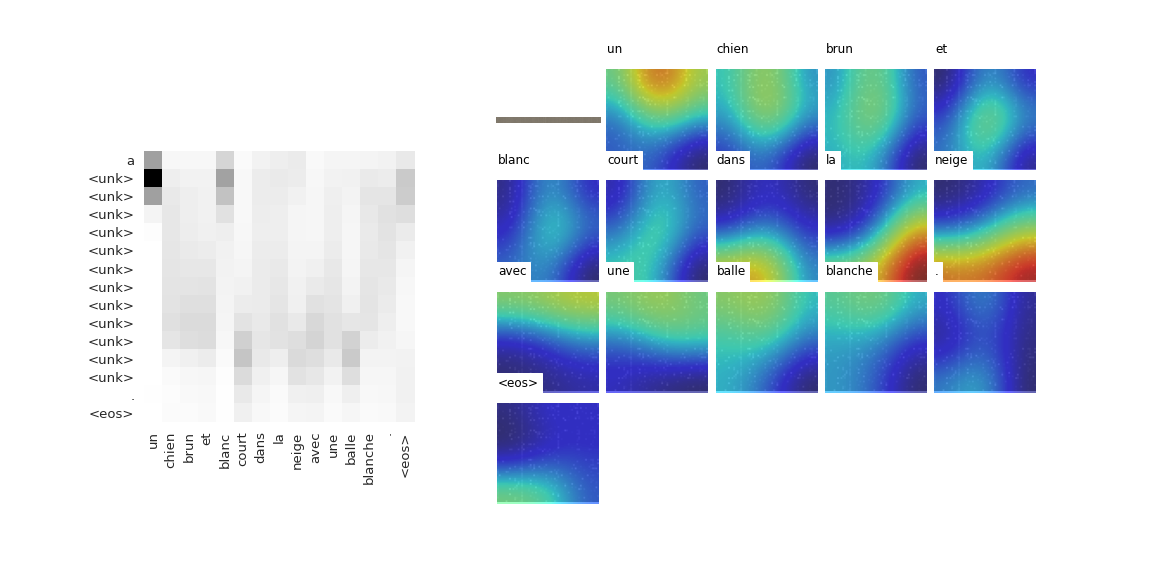 a
<unk>
<unk>
<unk>
<unk>
<unk>
<unk>
<unk>
<unk>
<unk>
<unk>
<unk>
<unk>
.
<eos>
un
chien
brun
et
blanc
court
dans
la
neige
avec
une
balle
blanche
.
<eos>
un chien brun et
blanc court dans la neige
avec une balle blanche .
<eos>